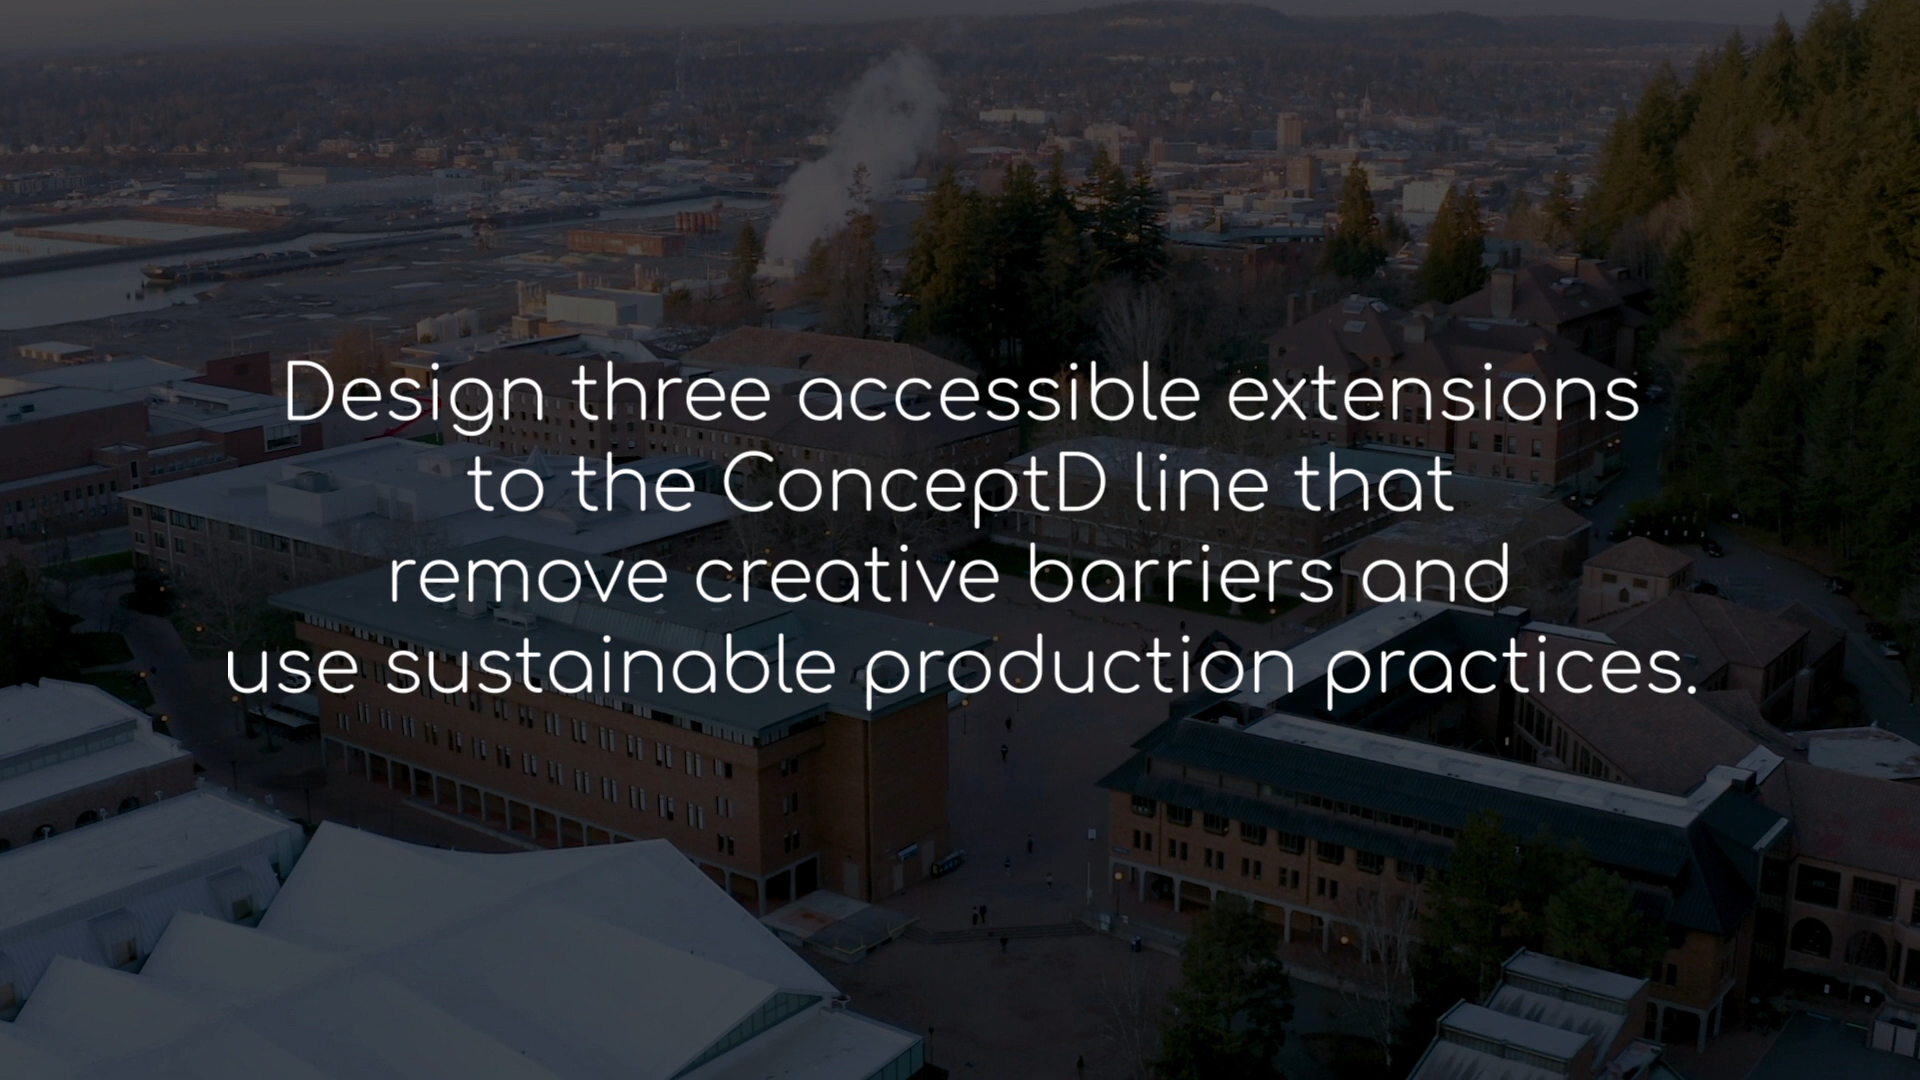 Design three accessible extensions
to the ConceptD line that
remove creative barriers and
use sustainable production practices.